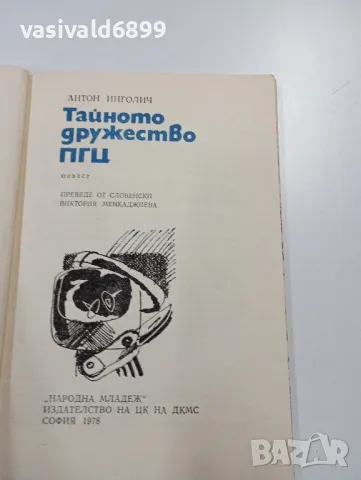 vasivald6899
АНТОН ИНГОЛИЧ
Тайното
дружество
ПГЦ
повест
ПРЕВЕДЕ ОТ СЛОВЕНСКИ
ВИКТОРИЯ МЕНКАДЖИЕВА
„НАРОДНА МЛАДЕЖ“
ИЗДАТЕЛСТВО НА ЦК НА ДКМС
СОФИЯ 1978
BAZAR
bg